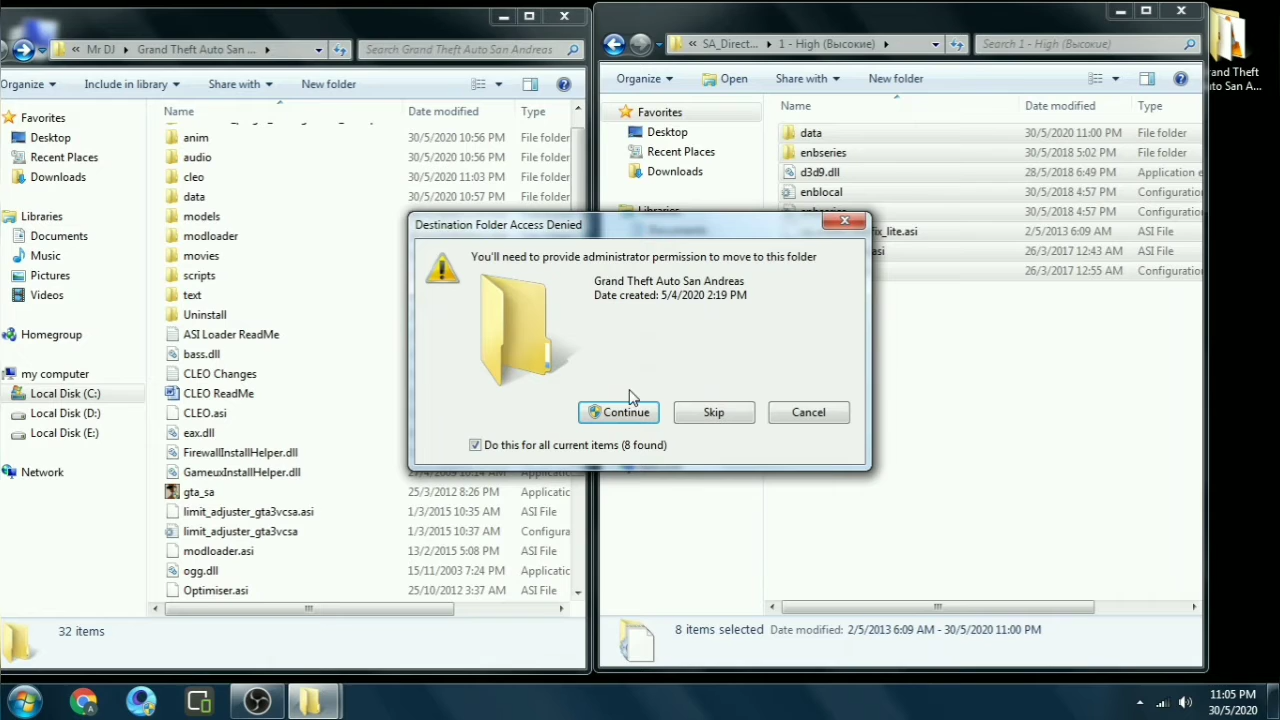 Mr DJ
Grand Theft Auto San ...
Search Grand Theft Auto San Andreas
Organize
Include in library
Share with
New folder
Favorites
Desktop
Recent Places
Downloads
Libraries
Documents
Music
Pictures
Videos
Homegroup
my computer
Local Disk (C:)
Local Disk (D:)
Local Disk (E:)
Network
Name Date modified Type
anim 30/5/2020 10:56 PM File folder
audio 30/5/2020 10:56 PM File folder
cleo 30/5/2020 11:03 PM File folder
data 30/5/2020 10:57 PM File folder
models
modloader
movies
scripts
text
Uninstall
ASI Loader ReadMe
bass.dll
CLEO Changes
CLEO ReadMe
CLEO.asi
eax.dll
FirewallInstallHelper.dll
GameuxInstallHelper.dll 27/4/2009 10:14 AM Applicatic
gta_sa 25/3/2012 8:26 PM Applicatic
limit_adjuster_gta3vcsa.asi 1/3/2015 10:35 AM ASI File
limit_adjuster_gta3vcsa 1/3/2015 10:35 AM Configura
modloader.asi 13/2/2015 5:08 PM ASI File
ogg.dll 15/11/2003 7:24 PM Applicatic
Optimiser.asi 25/10/2012 3:37 AM ASI File
32 items
SA_Direct...
1 - High (Высокие)
Search 1 - High (Высокие)
Organize
Open
Share with
New folder
Favorites
Desktop
Recent Places
Downloads
Libraries
Name Date modified Type
data 30/5/2020 11:00 PM File folder
enbseries 30/5/2018 5:02 PM File folder
d3d9.dll 28/5/2018 6:49 PM Application e
enblocal 30/5/2018 4:57 PM Configuration
enbseries 30/5/2018 4:57 PM Configuration
fix_lite.asi 2/5/2013 6:09 AM ASI File
asi 26/3/2017 12:43 AM ASI File
26/3/2017 12:55 AM Configuration
8 items selected Date modified: 2/5/2013 6:09 AM - 30/5/2020 11:00 PM
Destination Folder Access Denied
You'll need to provide administrator permission to move to this folder
Grand Theft Auto San Andreas
Date created: 5/4/2020 2:19 PM
Continue
Skip
Cancel
Do this for all current items (8 found)
and Theft
uto San A...
11:05 PM
30/5/2020